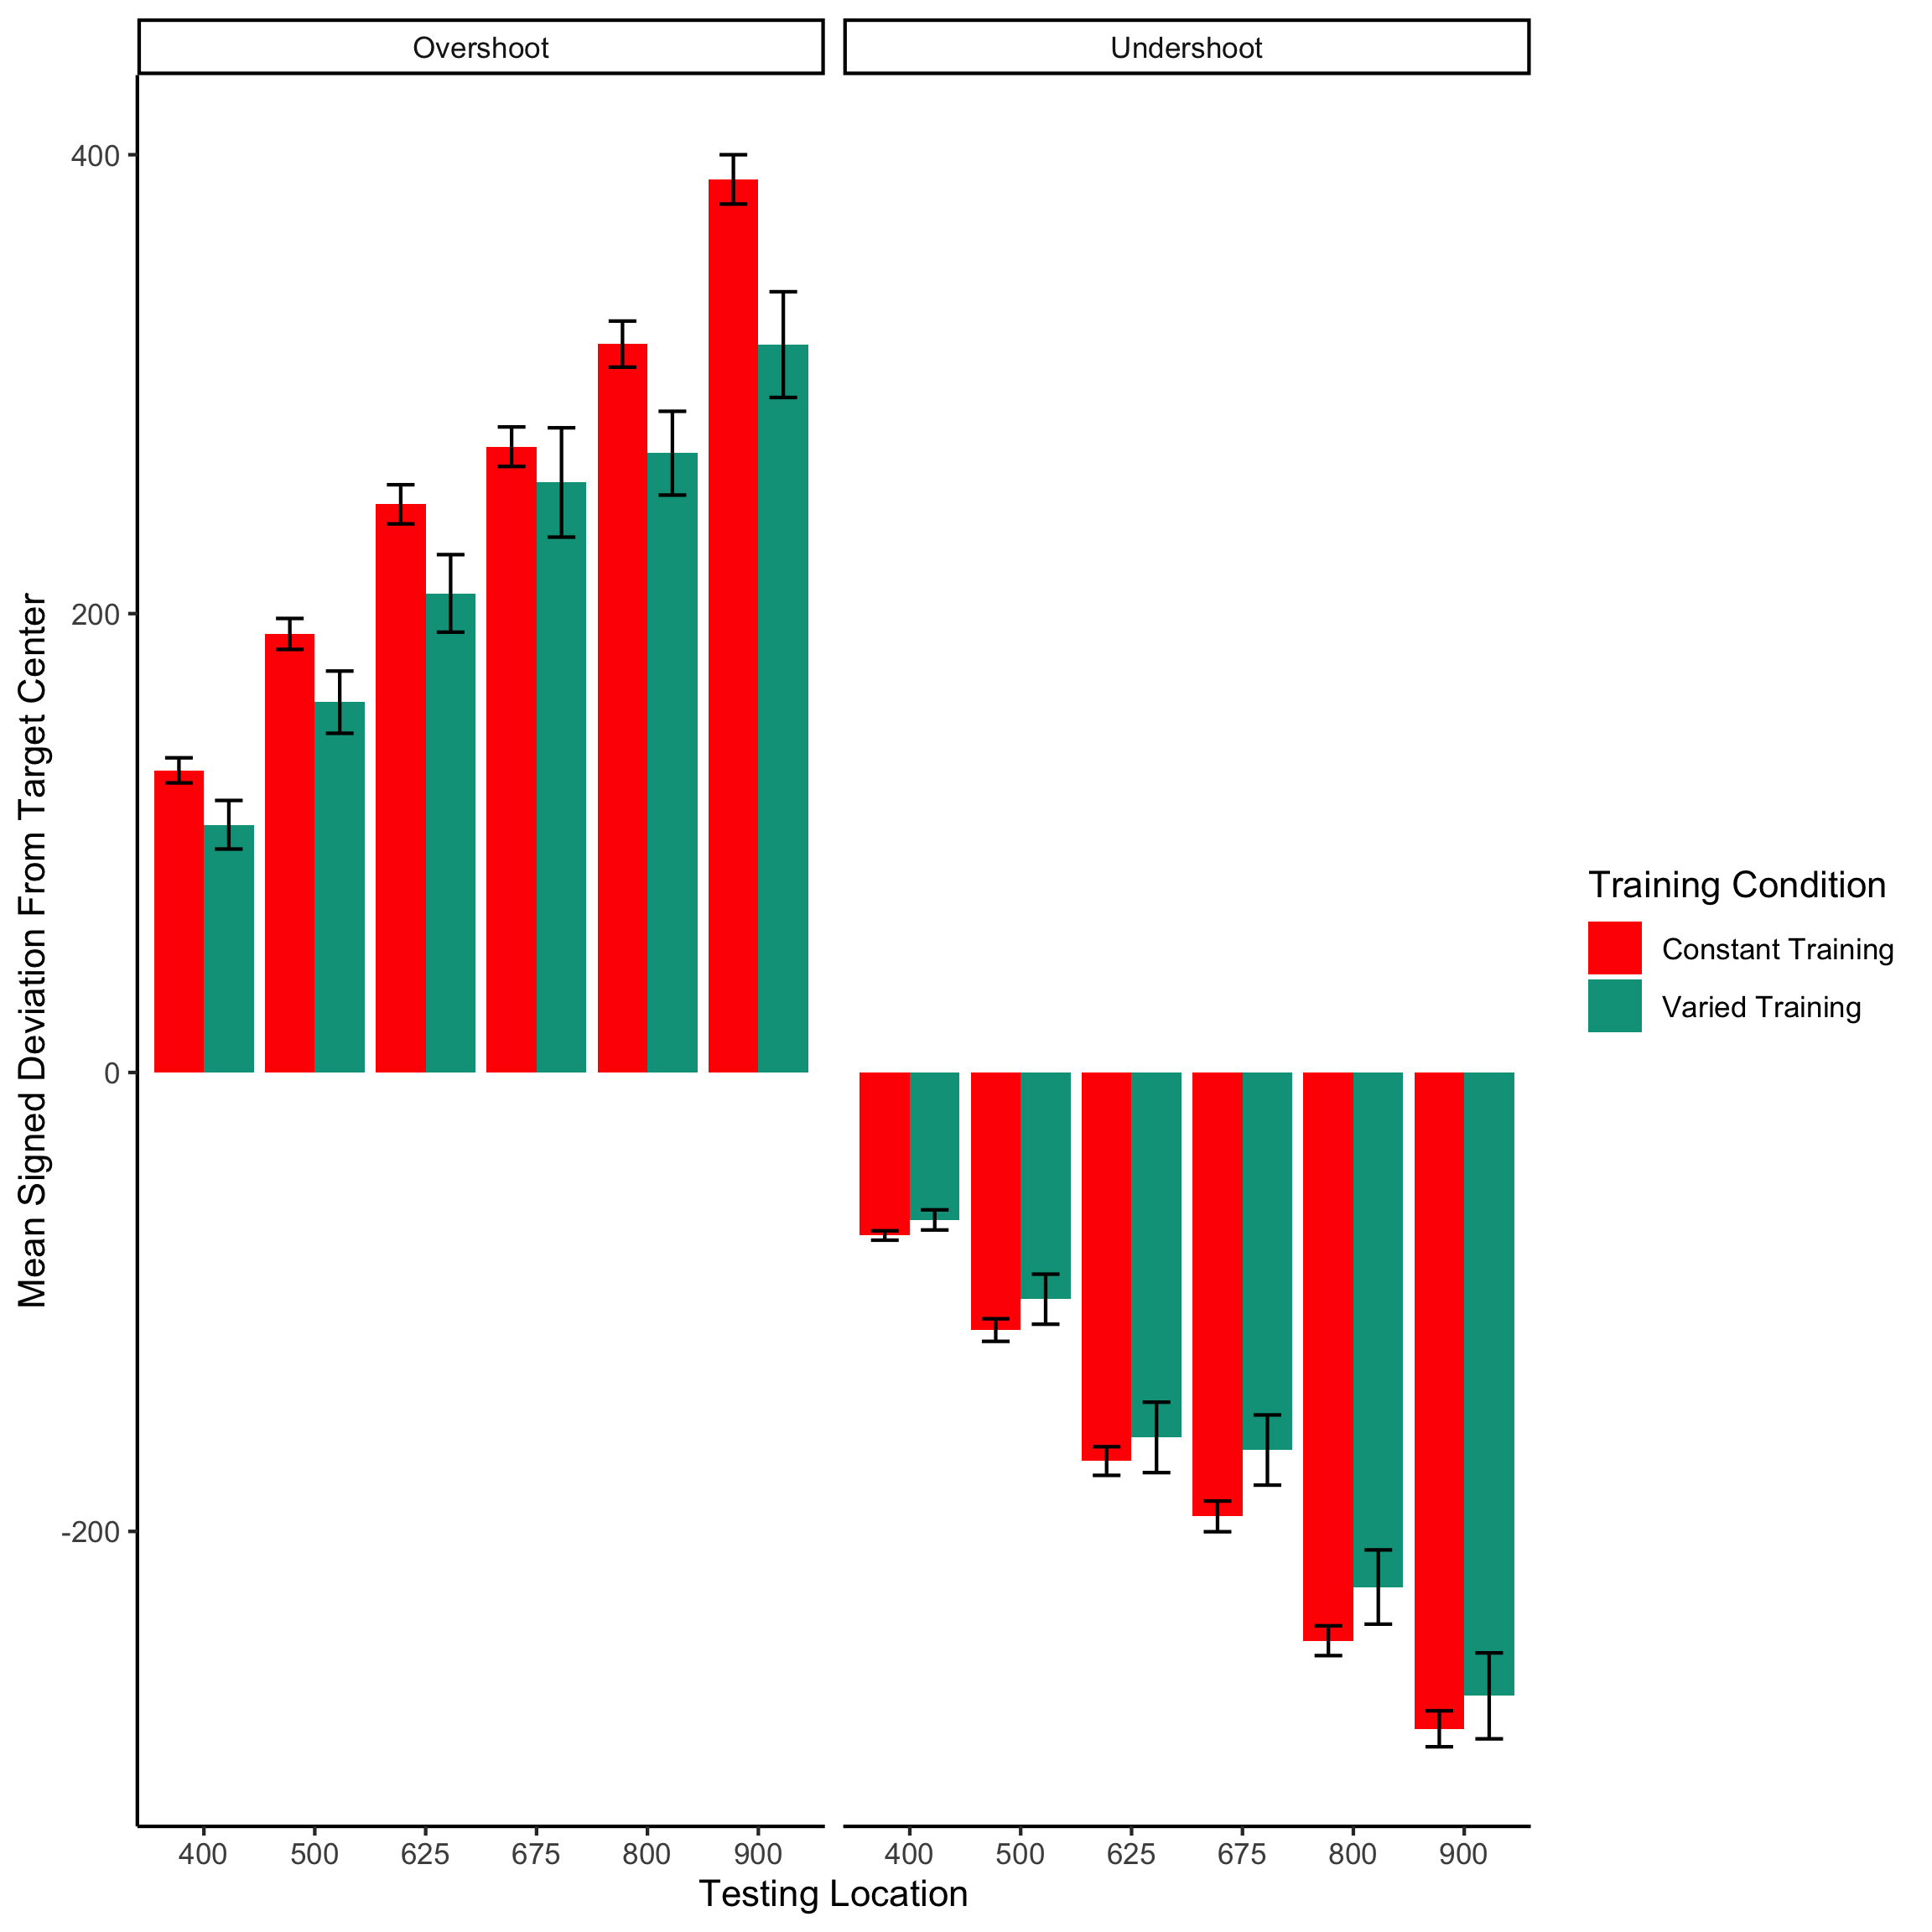 Overshoot
Undershoot
400
200
0
-200
Mean Signed Deviation From Target Center
400 500 625 675 800 900
400 500 625 675 800 900
Testing Location
Training Condition
Constant Training
Varied Training